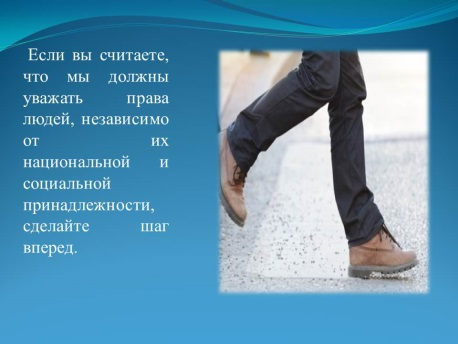 Если вы считаете,
что мы должны
уважать права
людей, независимо
от их
национальной и
социальной
принадлежности,
сделайте шаг
вперед.